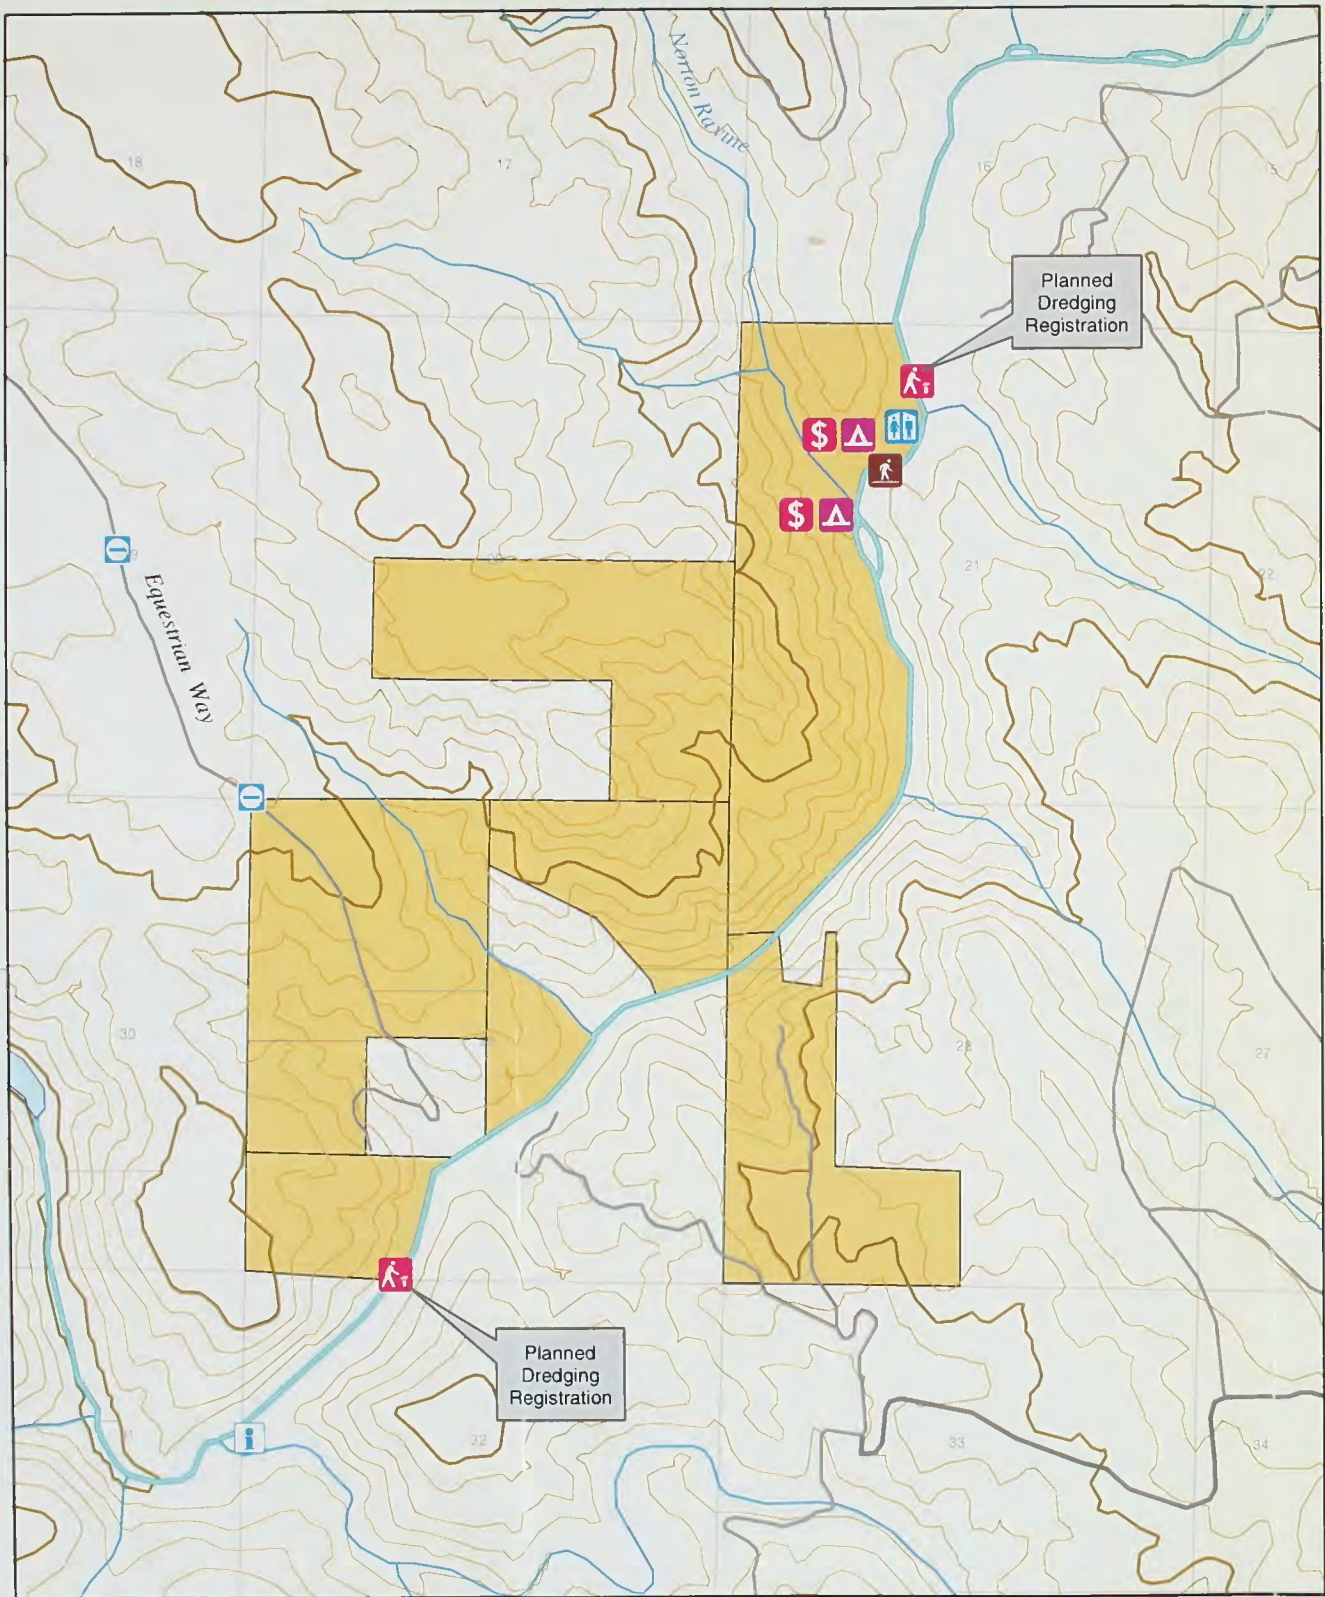 Norton Ravine
18
17
16
15
Planned
Dredging
Registration
$
$
21
22
Equestrian Way
30
28
27
Planned
Dredging
Registration
i
32
33
34